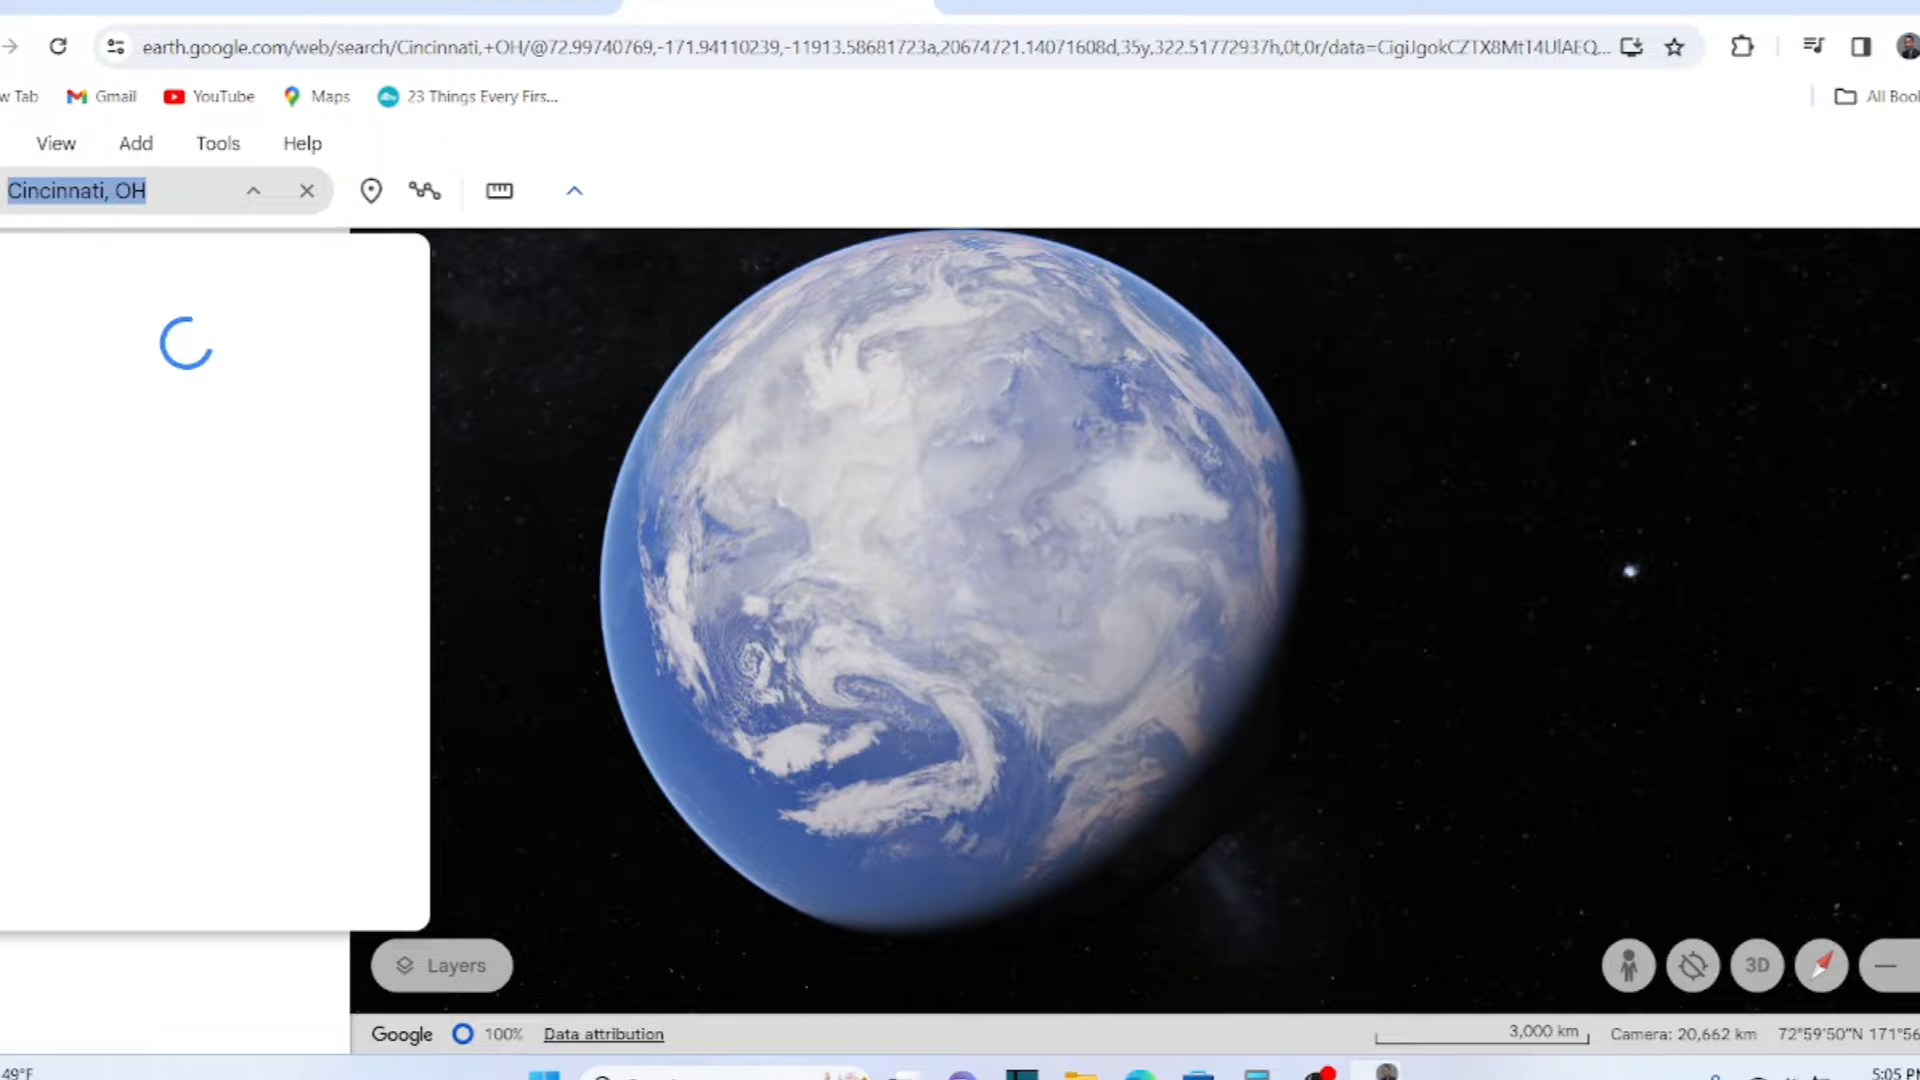 earth.google.com/web/search/Cincinnati,+OH/@72.99740769,-171.94110239,-11913.58681723a,20674721.14071608d,35y,322.51772937h,0t,0r/data=CigiJgokCZTX8MtT4UlAEQ...
w Tab Gmail YouTube Maps 23 Things Every Firs... All Bool
View Add Tools Help
Cincinnati, OH
Layers 3D
Google 100% Data attribution 3,000 km Camera: 20,662 km 72°59'50"N 171°56
49°F 5:05 PM